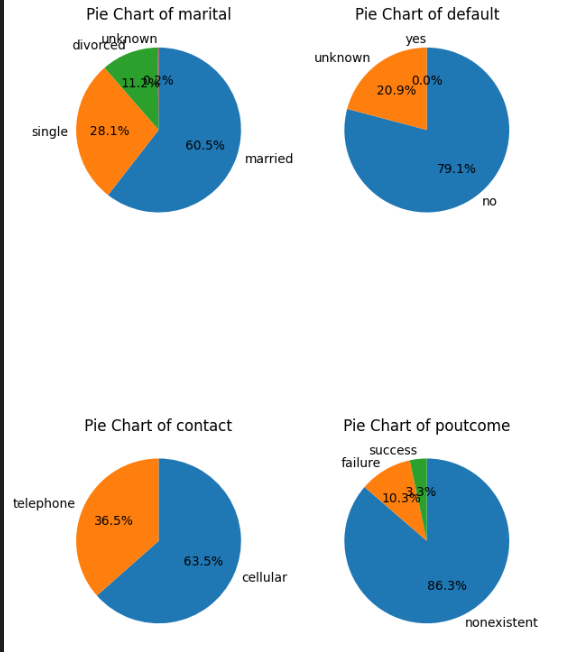 Pie Chart of marital
unknown
divorced
0.2%
11.2%
single
28.1%
60.5%
married
Pie Chart of default
yes
unknown
0.0%
20.9%
79.1%
no
Pie Chart of contact
telephone
36.5%
63.5%
cellular
Pie Chart of poutcome
success
failure
3.3%
10.3%
86.3%
nonexistent